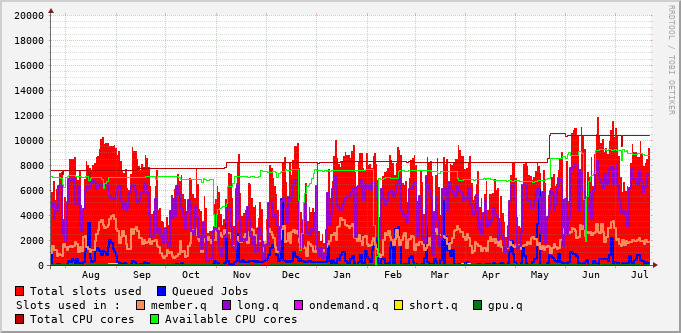 20000
18000
16000
14000
12000
10000
8000
6000
4000
2000
0
Aug Sep Oct Nov Dec Jan Feb Mar Apr May Jun Jul
RRDTOOL / TOBI OETIKER
Total slots used Queued Jobs
Slots used in : member.q long.q ondemand.q short.q gpu.q
Total CPU cores Available CPU cores